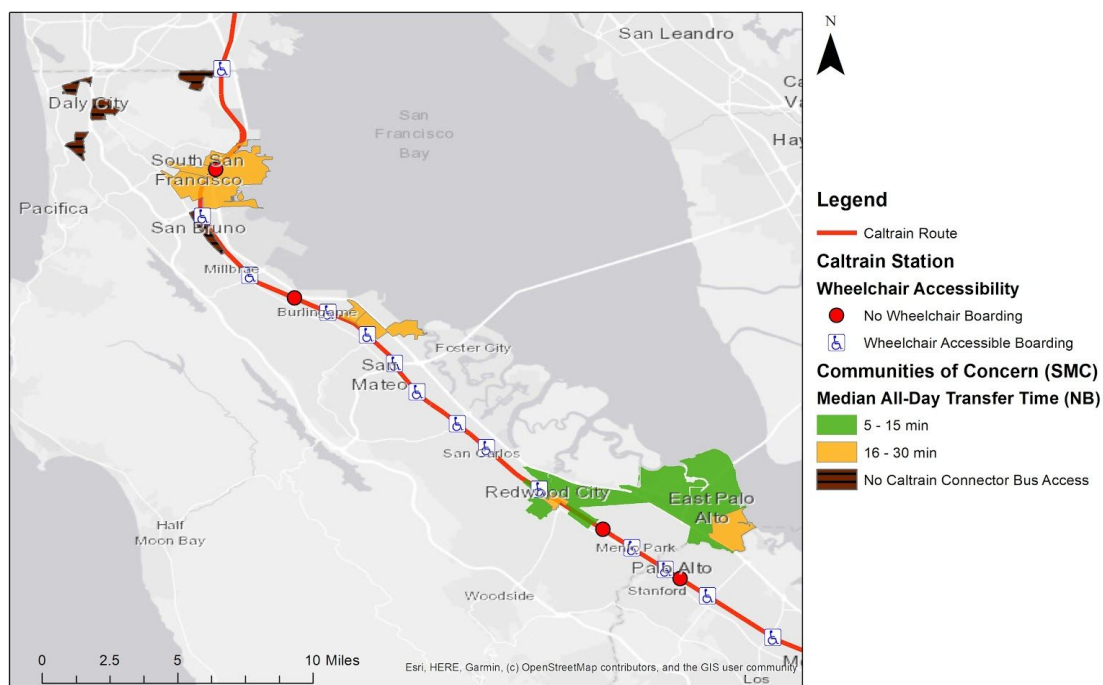 San Leandro
N
Daly City
Ca
Va
San
Francisco
Bay
Hay
South San
Francisco
Pacifica
San Bruno
Millbrae
Burlingame
Foster City
San
Mateo
San Carlos
Redwood City
East Palo
Alto
Half
Moon Bay
Menlo Park
Palo Alto
Stanford
Woodside
0 2.5 5 10 Miles
Esri, HERE, Garmin, (c) OpenStreetMap contributors, and the GIS user community
Los
Legend
Caltrain Route
Caltrain Station
Wheelchair Accessibility
No Wheelchair Boarding
Wheelchair Accessible Boarding
Communities of Concern (SMC)
Median All-Day Transfer Time (NB)
5 - 15 min
16 - 30 min
No Caltrain Connector Bus Access